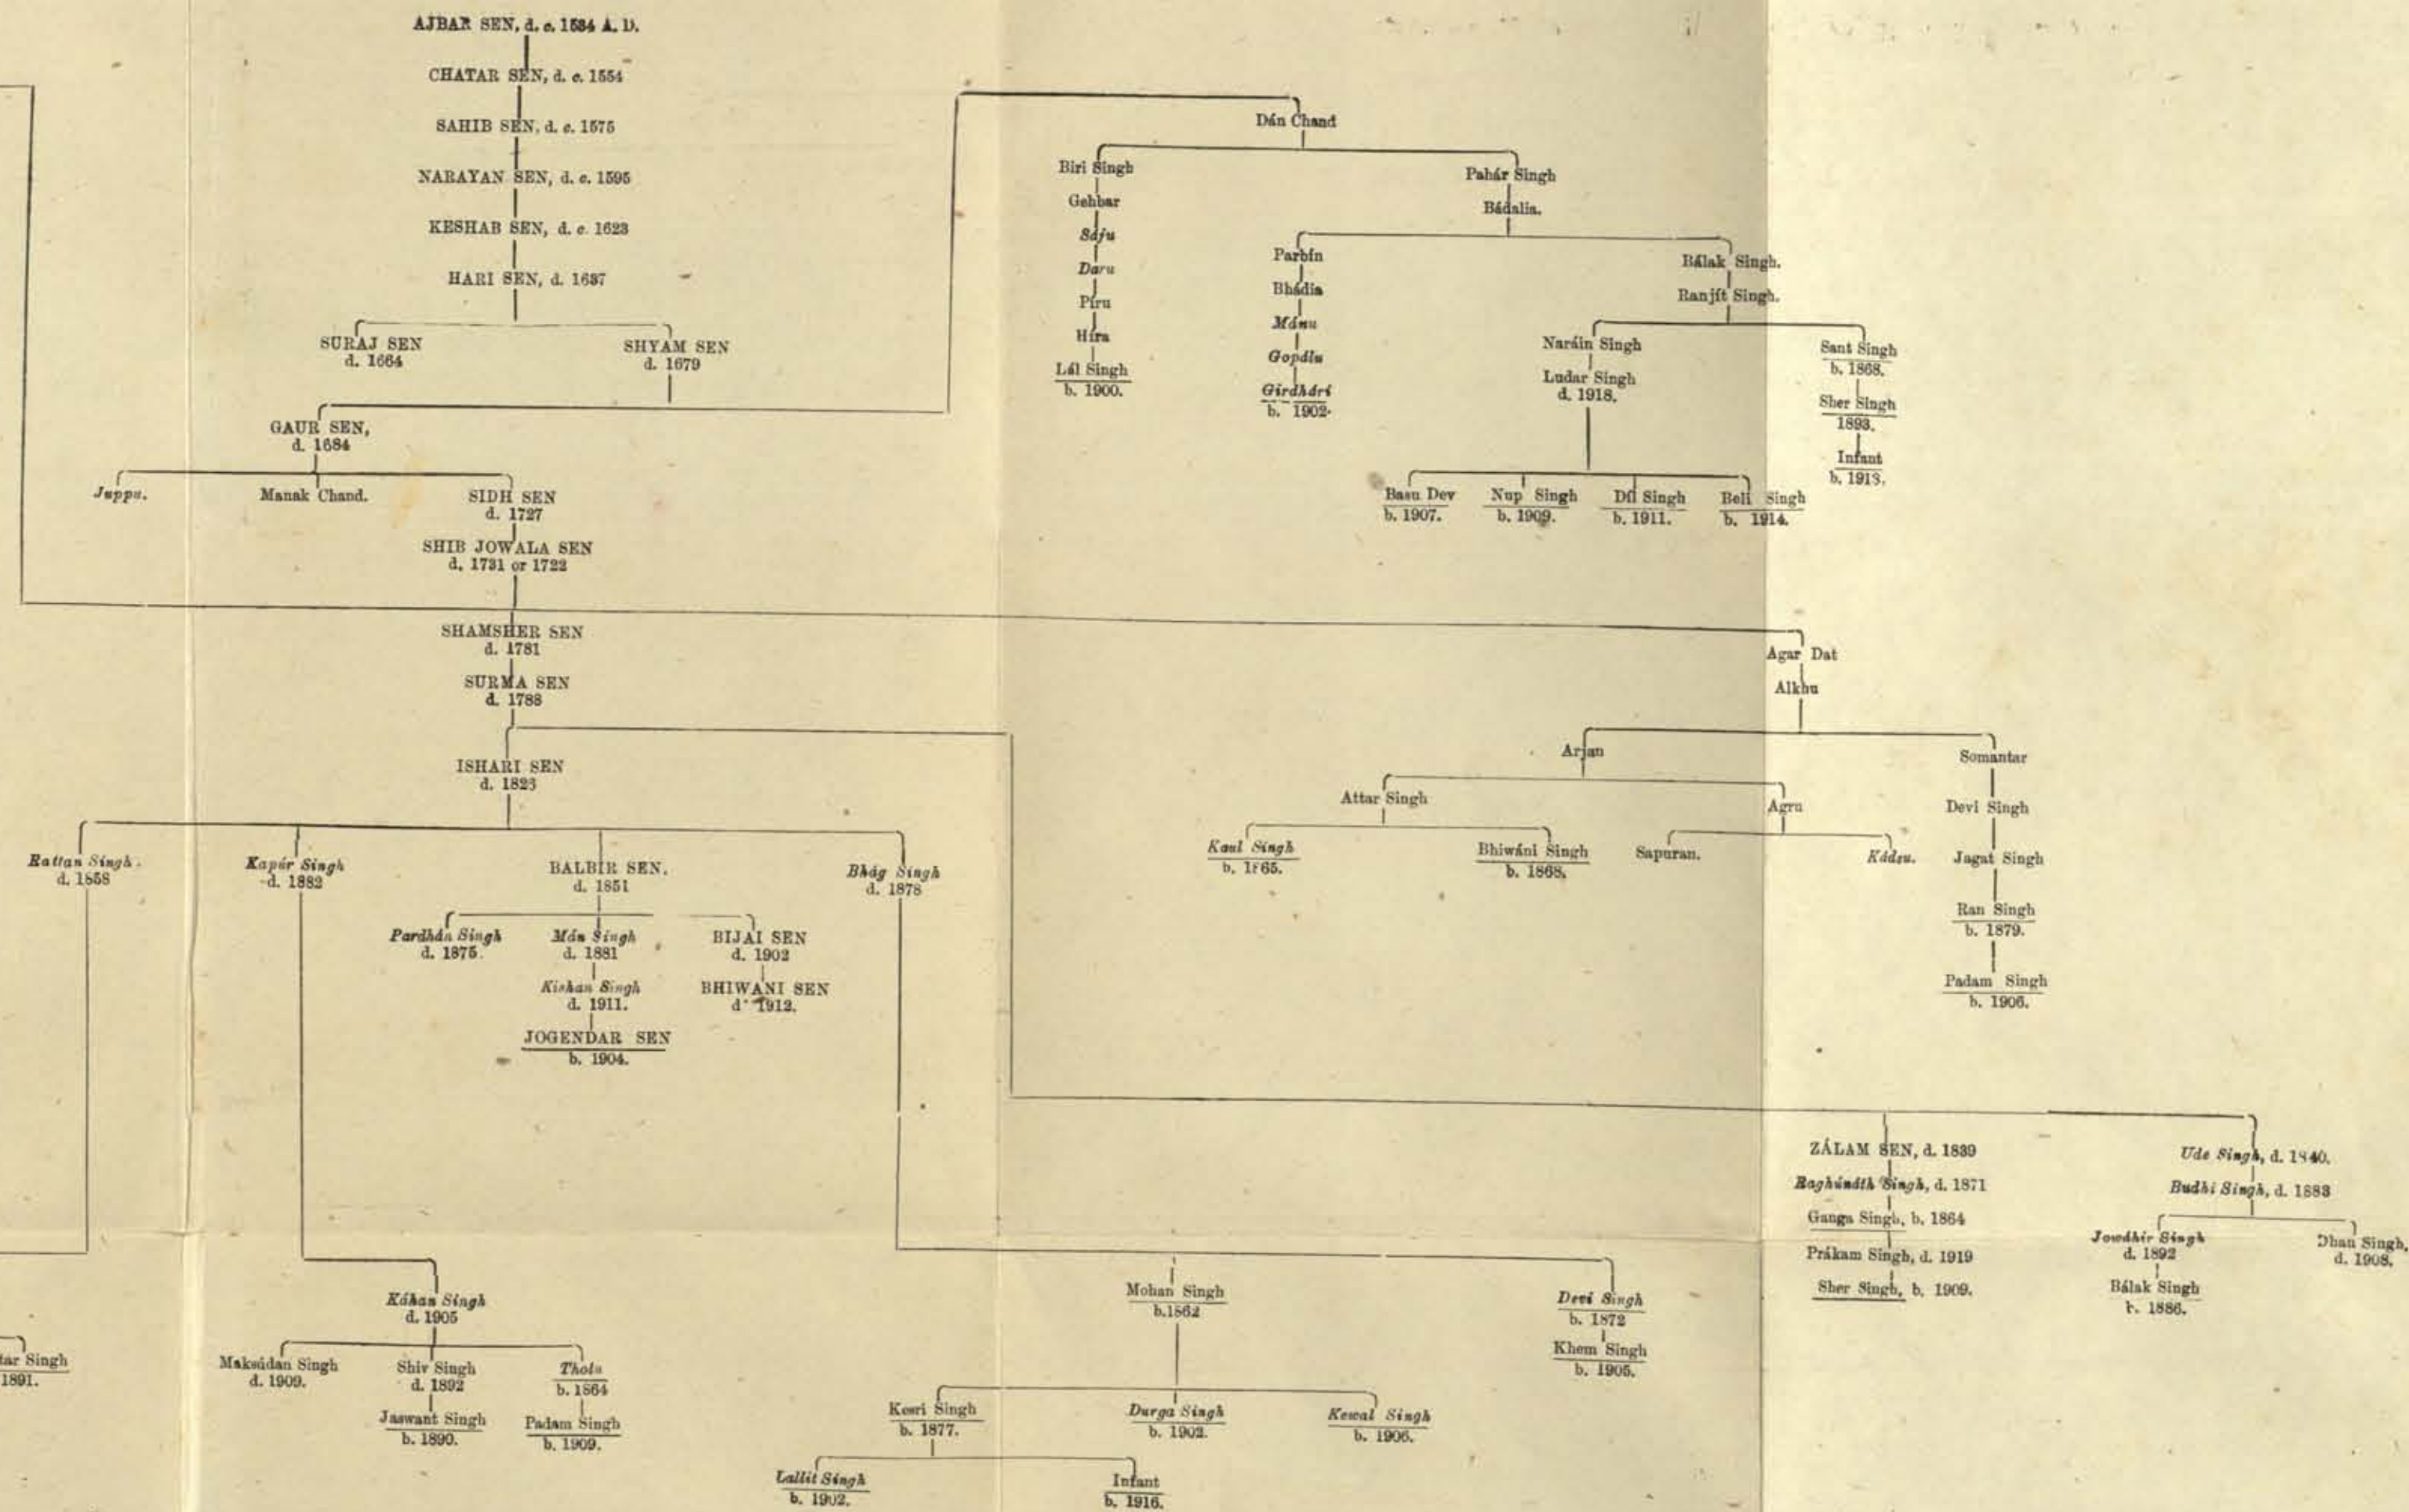 AJBAR SEN, d. c. 1534 A. D.
CHATAR SEN, d. c. 1554
SAHIB SEN, d. c. 1575
NARAYAN SEN, d. c. 1595
KESHAB SEN, d. c. 1623
HARI SEN, d. 1637
SURAJ SEN
d. 1664
SHYAM SEN
d. 1679
GAUR SEN,
d. 1684
Juppu.
Manak Chand.
SIDH SEN
d. 1727
SHIB JOWALA SEN
d. 1731 or 1722
Dán Chand
Biri Singh
Gehbar
Sáju
Daru
Píru
Híra
Lál Singh
b. 1900.
Pahár Singh
Bádalia.
Parbín
Bhádia
Mánu
Gopálu
Girdhári
b. 1902.
Bálak Singh.
Ranjít Singh.
Naráin Singh
Ludar Singh
d. 1918.
Basu Dev
b. 1907.
Nup Singh
b. 1909.
Díl Singh
b. 1911.
Beli Singh
b. 1914.
Sant Singh
b. 1868.
Sher Singh
1893.
Infant
b. 1913.
SHAMSHER SEN
d. 1781
SURMA SEN
d. 1788
Agar Dat
Alkhu
Arjan
Attar Singh
Kaul Singh
b. 1865.
Bhiwáni Singh
b. 1868.
Agru
Sapuran.
Kádsu.
Somantar
Devi Singh
Jagat Singh
Ran Singh
b. 1879.
Padam Singh
b. 1906.
ISHARI SEN
d. 1823
Rattan Singh.
d. 1858
Kapúr Singh
d. 1882
BALBIR SEN.
d. 1851
Bhág Singh
d. 1878
Pardhán Singh
d. 1875.
Mán Singh
d. 1881
Kishan Singh
d. 1911.
JOGENDAR SEN
b. 1904.
BIJAI SEN
d. 1902
BHIWANI SEN
d. 1912.
ZÁLAM SEN, d. 1839
Raghúnáth Singh, d. 1871
Ganga Singh, b. 1864
Prákam Singh, d. 1919
Sher Singh, b. 1909.
Ude Singh, d. 1840.
Budhi Singh, d. 1883
Jowáhir Singh
d. 1892
Bálak Singh
b. 1886.
Dhan Singh,
d. 1908.
tar Singh
1891.
Káhan Singh
d. 1905
Maksúdan Singh
d. 1909.
Shiv Singh
d. 1892
Jaswant Singh
b. 1890.
Tholu
b. 1864
Padam Singh
b. 1909.
Mohan Singh
b.1862
Kesri Singh
b. 1877.
Durga Singh
b. 1902.
Kewal Singh
b. 1906.
Lallit Singh
b. 1902.
Infant
b. 1916.
Devi Singh
b. 1872
Khem Singh
b. 1905.